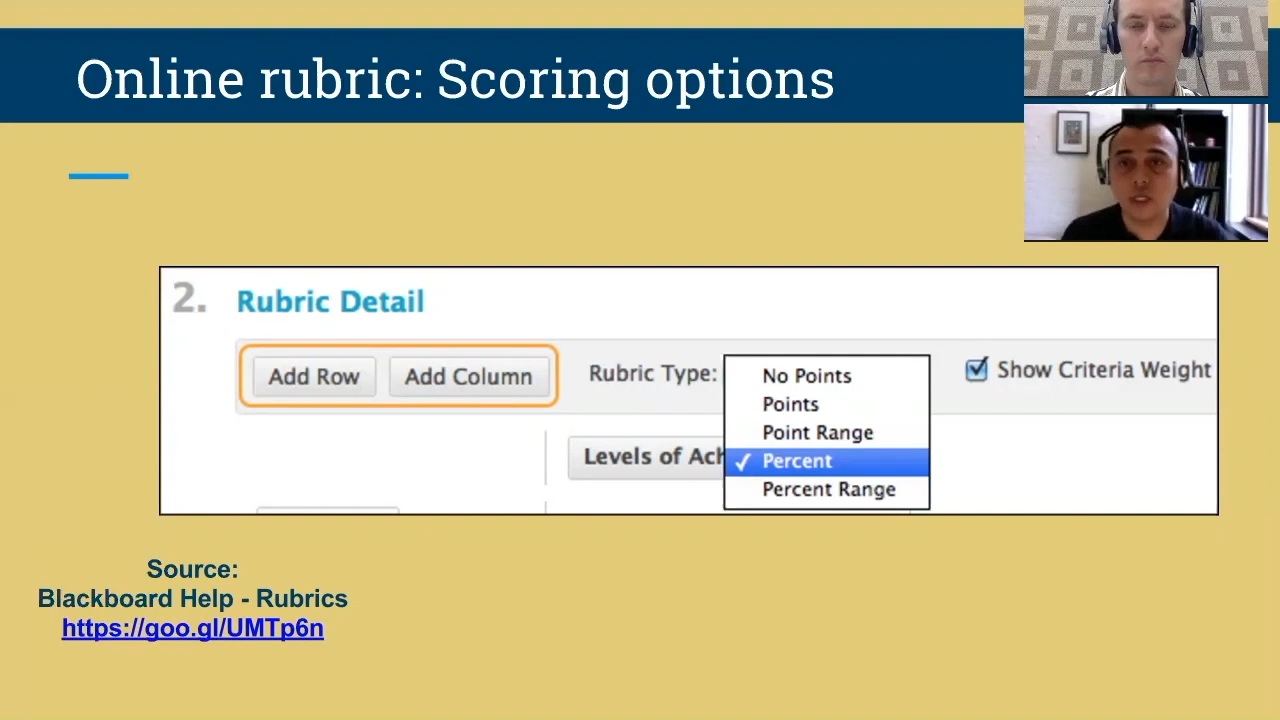 Online rubric: Scoring options
2. Rubric Detail
Add Row Add Column Rubric Type: Show Criteria Weight
No Points
Points
Point Range
Levels of Ach
✓ Percent
Percent Range
Source:
Blackboard Help - Rubrics
https://goo.gl/UMTp6n